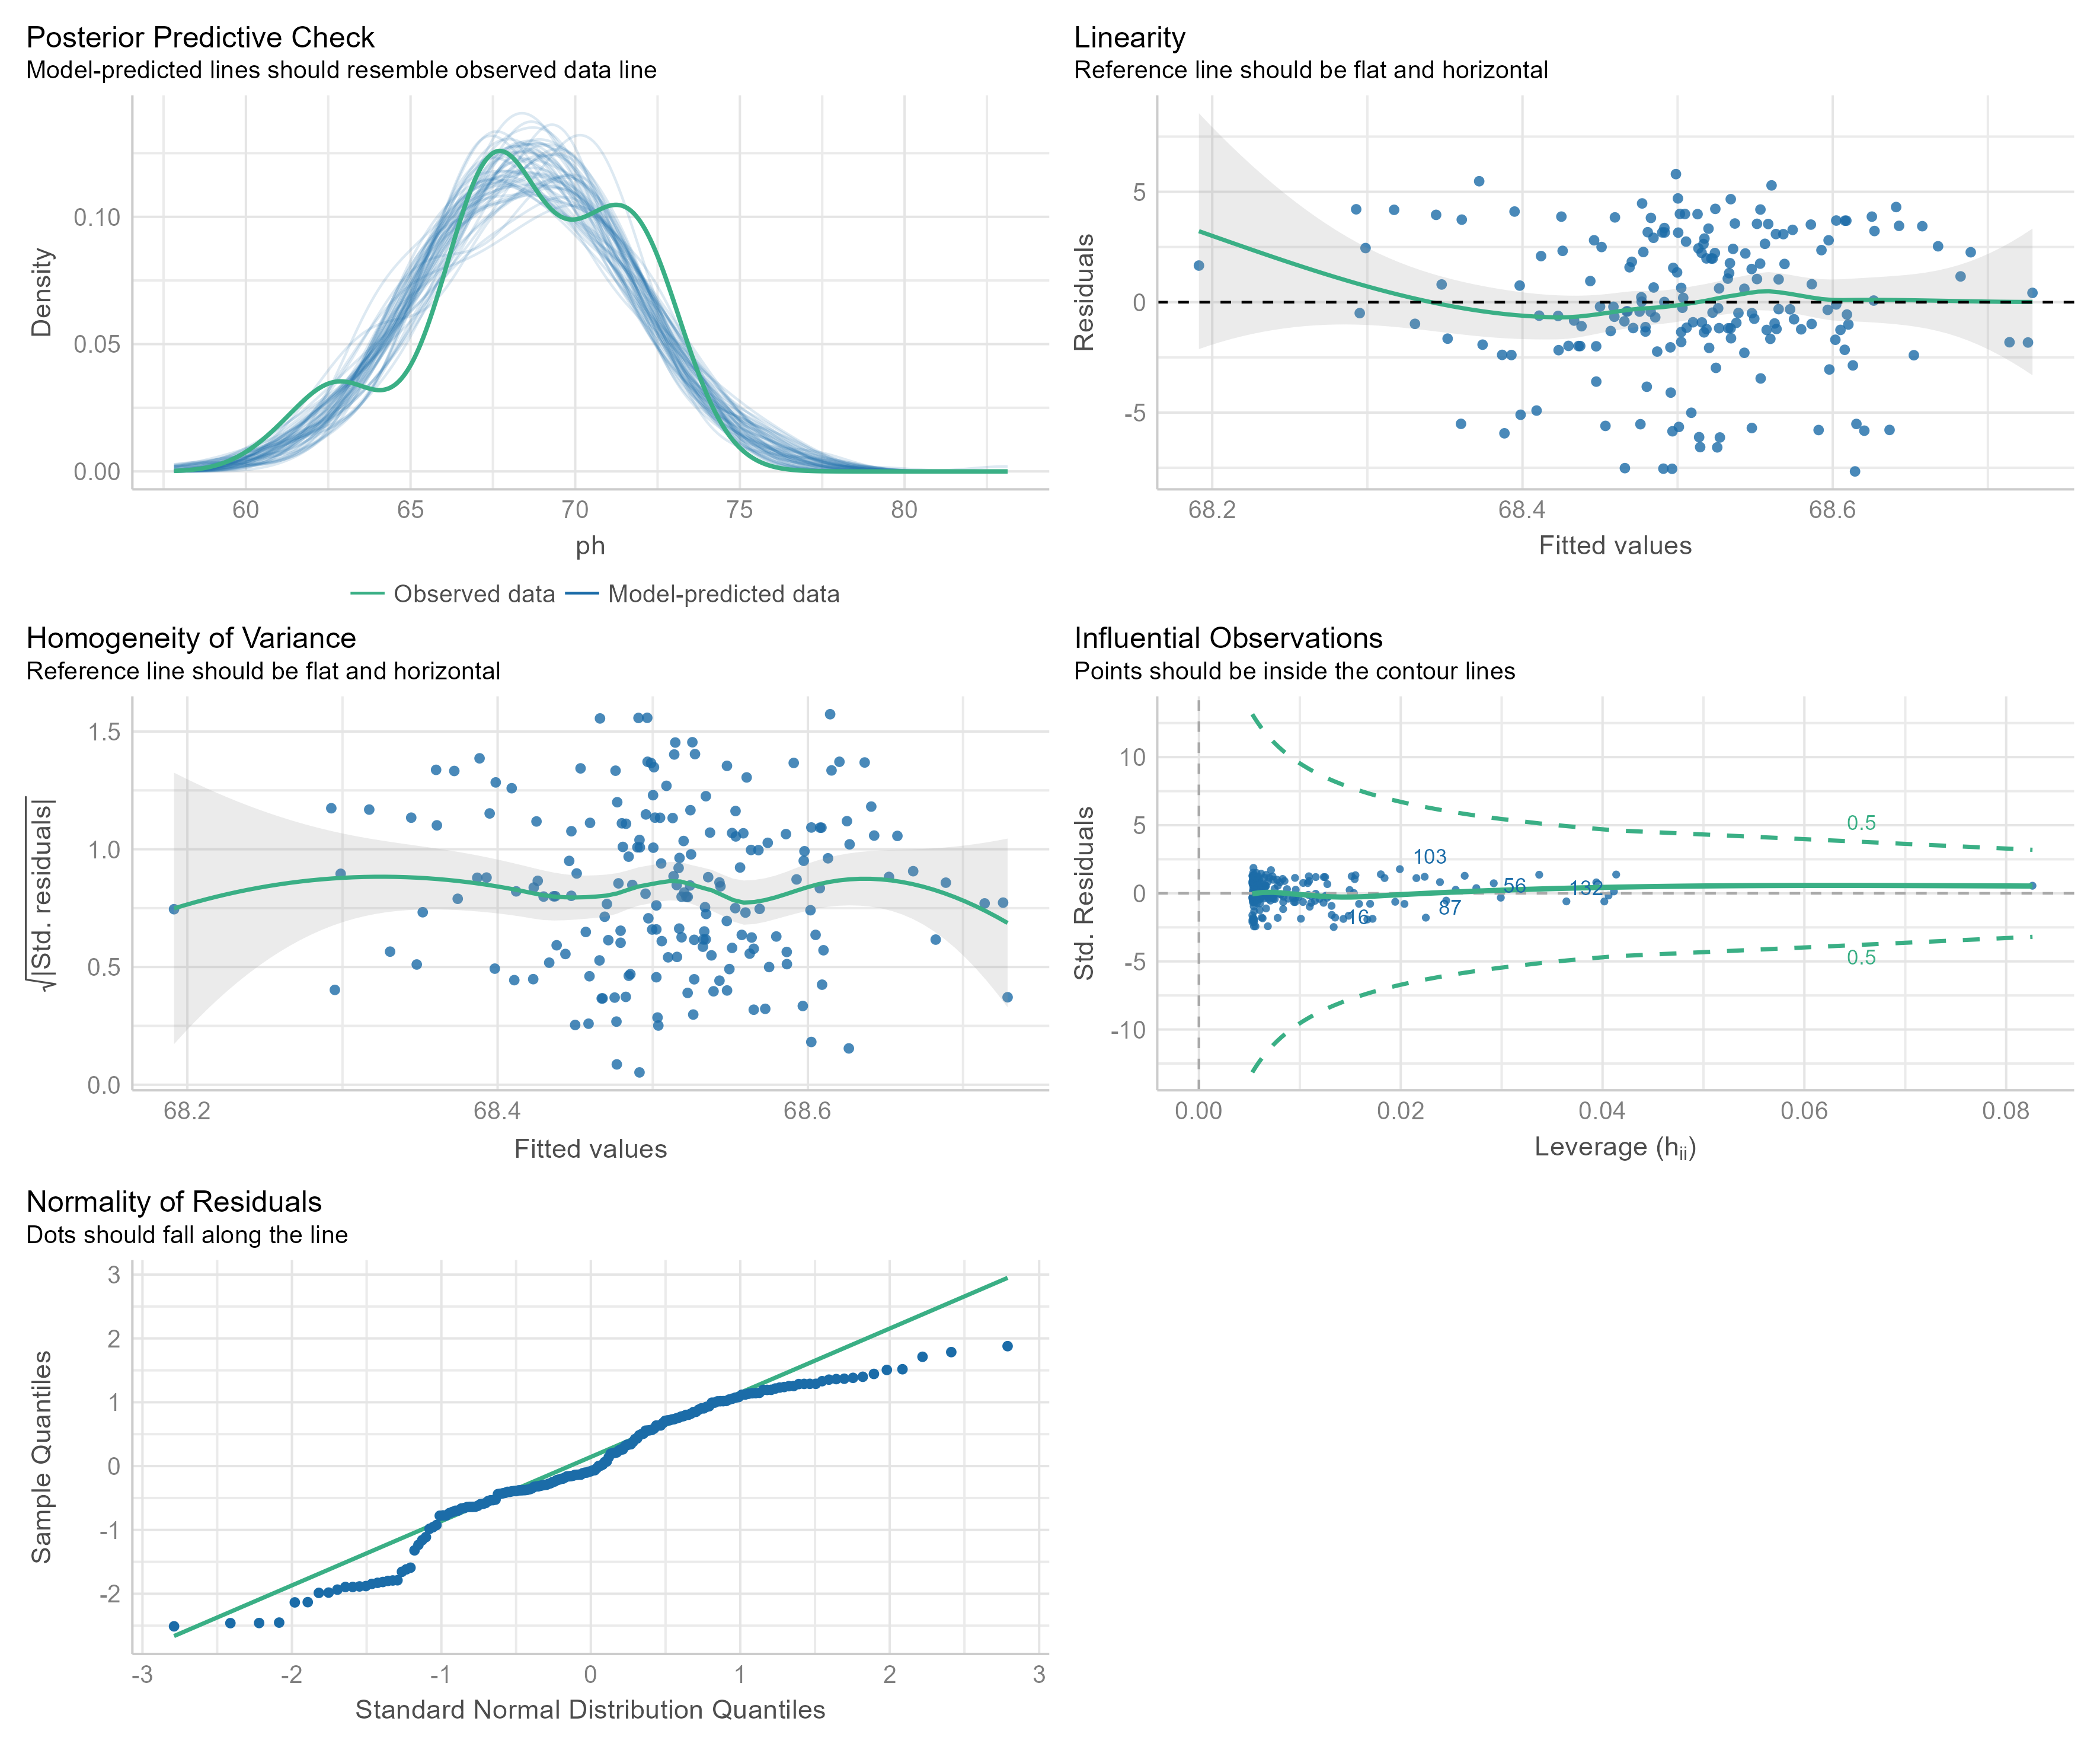 Posterior Predictive Check
Model-predicted lines should resemble observed data line
Density
0.10
0.05
0.00
60 65 70 75 80
ph
Observed data Model-predicted data
Linearity
Reference line should be flat and horizontal
Residuals
5
0
-5
68.2 68.4 68.6
Fitted values
Homogeneity of Variance
Reference line should be flat and horizontal
√|Std. residuals|
1.5
1.0
0.5
0.0
68.2 68.4 68.6
Fitted values
Influential Observations
Points should be inside the contour lines
Std. Residuals
10
5
0
-5
-10
0.5
103
56
132
87
16
0.5
0.00 0.02 0.04 0.06 0.08
Leverage (hii)
Normality of Residuals
Dots should fall along the line
Sample Quantiles
3
2
1
0
-1
-2
-3 -2 -1 0 1 2 3
Standard Normal Distribution Quantiles